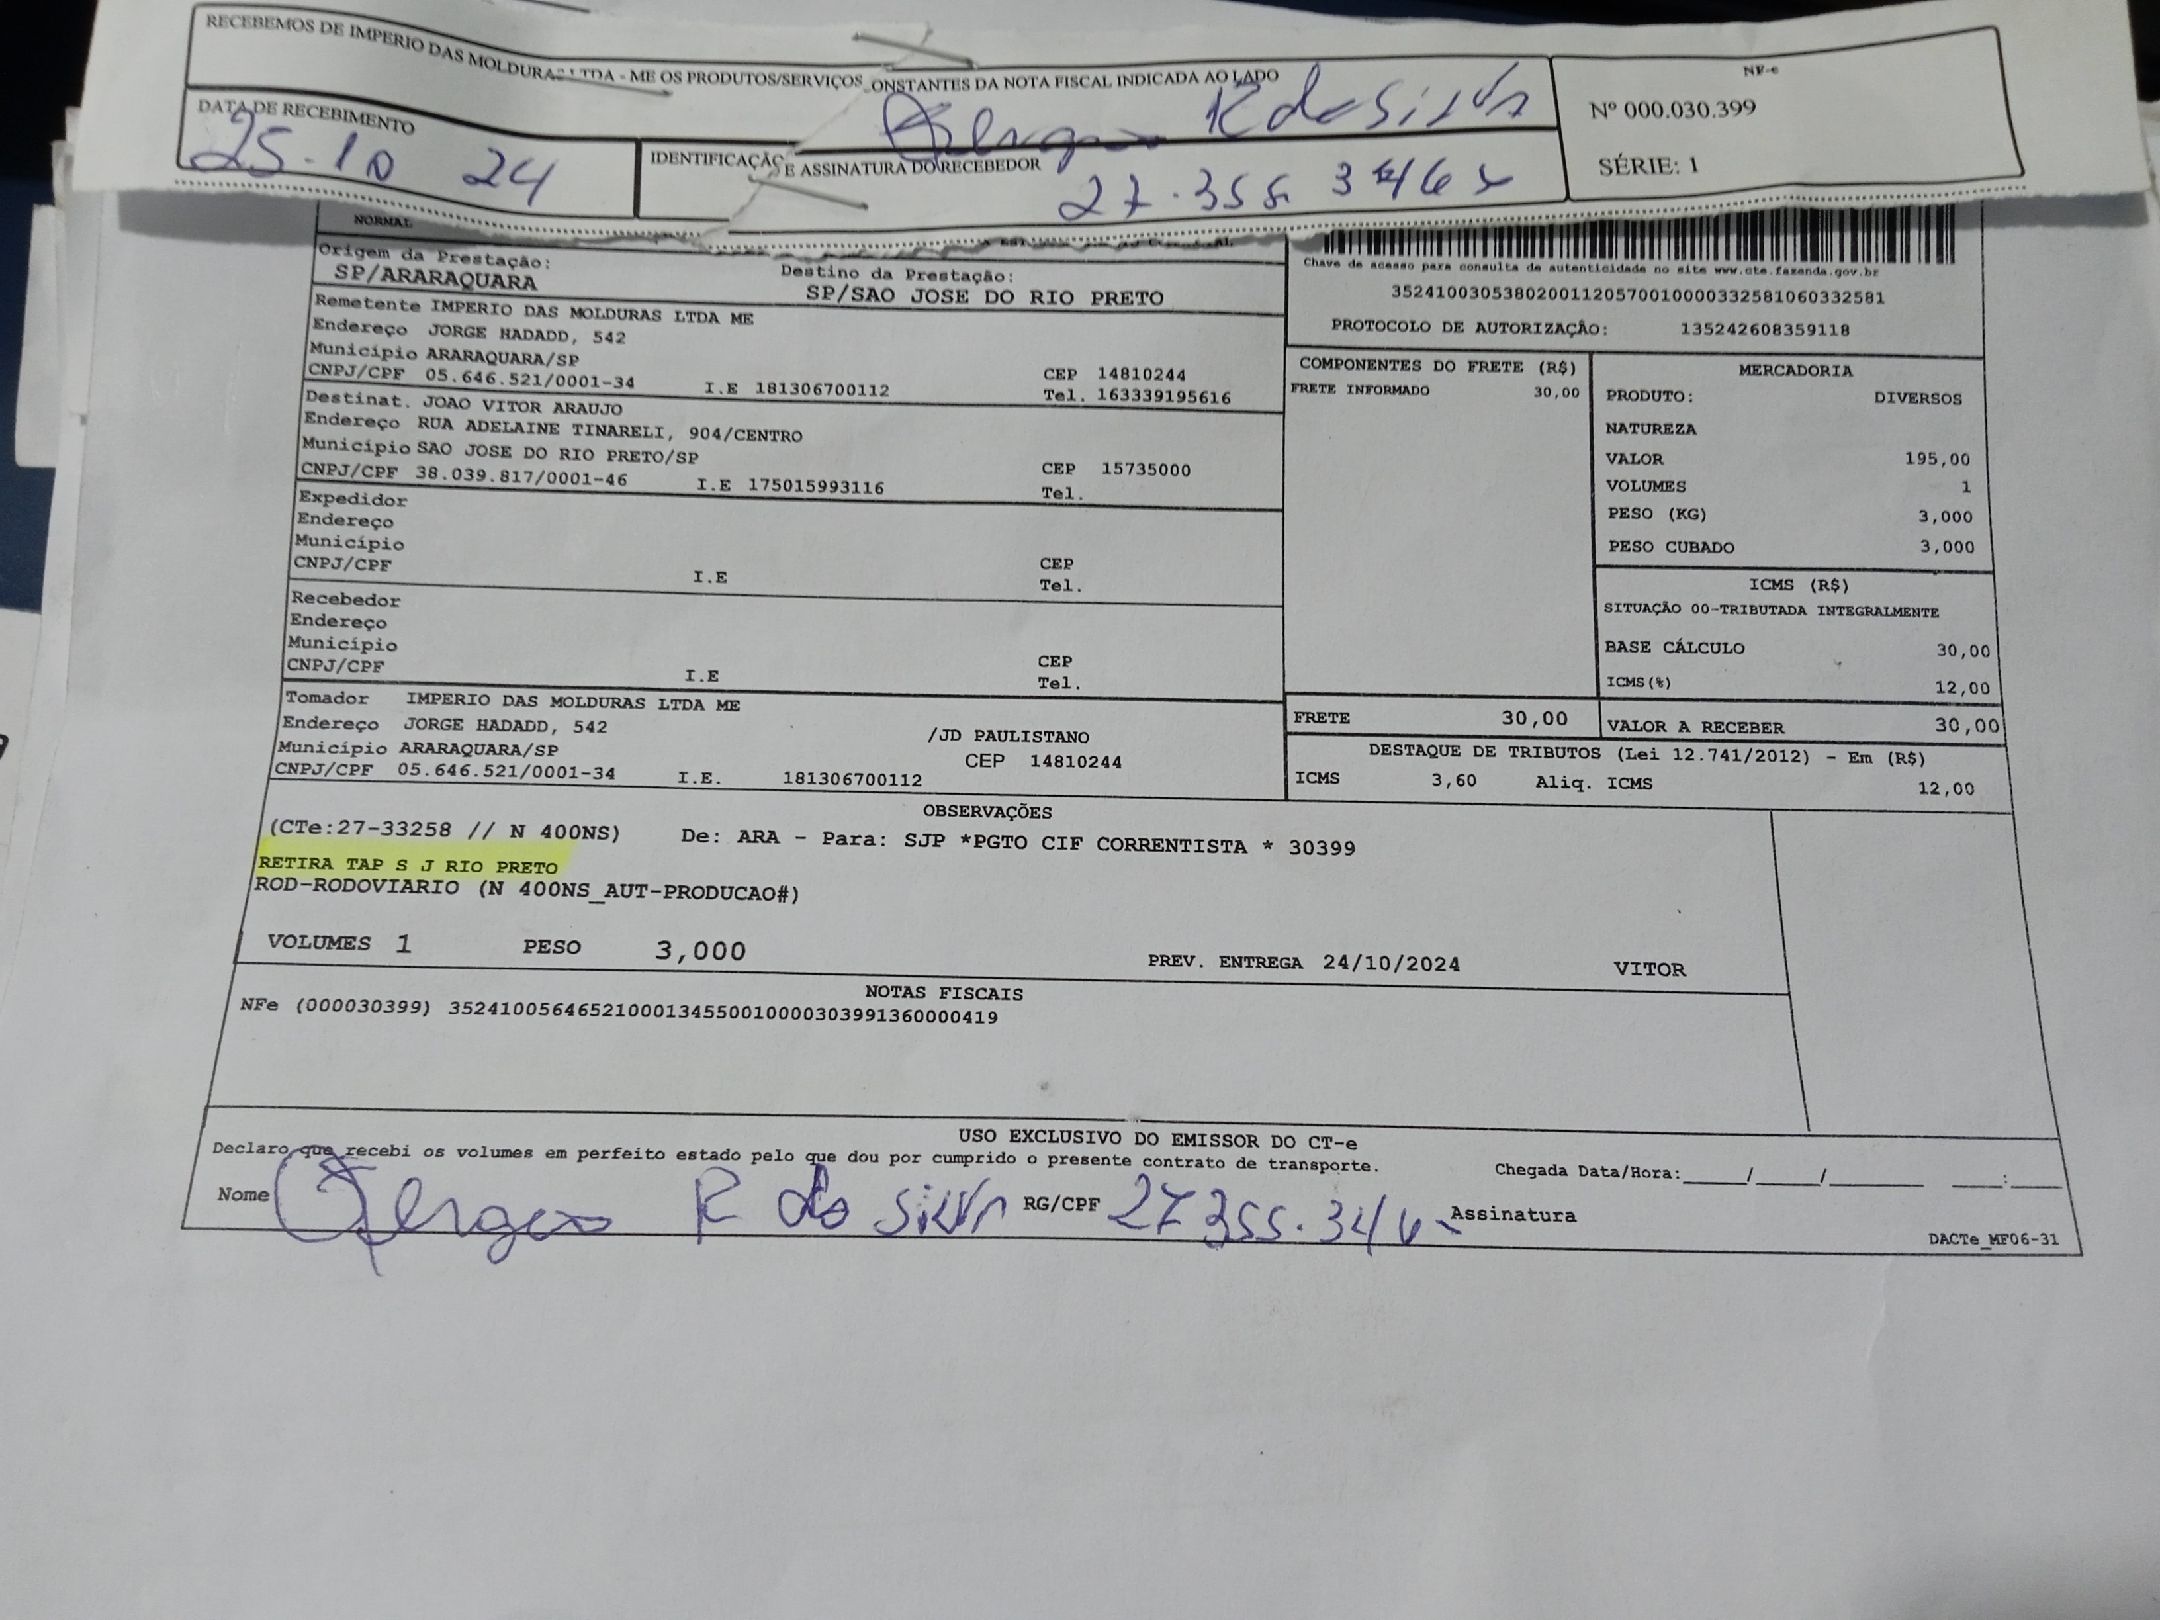 RECEBEMOS DE IMPERIO DAS MOLDURAS LTDA - ME OS PRODUTOS/SERVIÇOS ONSTANTES DA NOTA FISCAL INDICADA AO LADO
NF-e
Nº 000.030.399
SÉRIE: 1
DATA DE RECEBIMENTO
25.10 24
IDENTIFICAÇÃO E ASSINATURA DO RECEBEDOR
R da Silva
27.355 346
NORMAL
Origem da Prestação:
SP/ARARAQUARA
Destino da Prestação:
SP/SAO JOSE DO RIO PRETO
Chave de acesso para consulta de autenticidade no site www.cte.fazenda.gov.br
35241003053802001120570010000332581060332581
PROTOCOLO DE AUTORIZAÇÃO: 135242608359118
Remetente IMPERIO DAS MOLDURAS LTDA ME
Endereço JORGE HADADD, 542
Município ARARAQUARA/SP
CEP 14810244
CNPJ/CPF 05.646.521/0001-34 I.E 181306700112
Tel. 163339195616
Destinat. JOAO VITOR ARAUJO
Endereço RUA ADELAINE TINARELI, 904/CENTRO
Município SAO JOSE DO RIO PRETO/SP
CEP 15735000
CNPJ/CPF 38.039.817/0001-46 I.E 175015993116
Tel.
Expedidor
Endereço
Município
CEP
CNPJ/CPF I.E
Tel.
Recebedor
Endereço
Município
CEP
CNPJ/CPF I.E
Tel.
Tomador IMPERIO DAS MOLDURAS LTDA ME
Endereço JORGE HADADD, 542 /JD PAULISTANO
Município ARARAQUARA/SP CEP 14810244
CNPJ/CPF 05.646.521/0001-34 I.E. 181306700112
COMPONENTES DO FRETE (R$)
FRETE INFORMADO 30,00
MERCADORIA
PRODUTO: DIVERSOS
NATUREZA
VALOR 195,00
VOLUMES 1
PESO (KG) 3,000
PESO CUBADO 3,000
ICMS (R$)
SITUAÇÃO 00-TRIBUTADA INTEGRALMENTE
BASE CÁLCULO 30,00
ICMS(%) 12,00
FRETE 30,00
VALOR A RECEBER 30,00
DESTAQUE DE TRIBUTOS (Lei 12.741/2012) - Em (R$)
ICMS 3,60 Aliq. ICMS 12,00
OBSERVAÇÕES
(CTe:27-33258 // N 400NS) De: ARA - Para: SJP *PGTO CIF CORRENTISTA * 30399
RETIRA TAP S J RIO PRETO
ROD-RODOVIARIO (N 400NS_AUT-PRODUCAO#)
VOLUMES 1 PESO 3,000 PREV. ENTREGA 24/10/2024 VITOR
NOTAS FISCAIS
NFe (000030399) 35241005646521000134550010000303991360000419
USO EXCLUSIVO DO EMISSOR DO CT-e
Declaro que recebi os volumes em perfeito estado pelo que dou por cumprido o presente contrato de transporte.
Chegada Data/Hora:_____/_____/_______ ____:____
Nome R da Silva RG/CPF 27355.34 Assinatura
DACTe_MF06-31